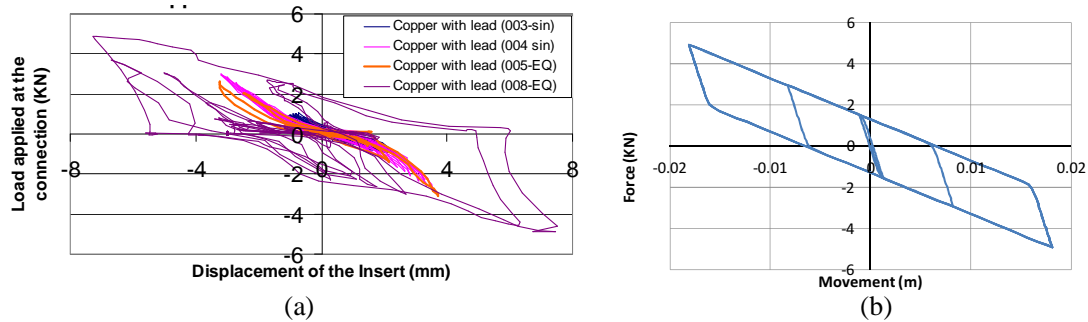 6
4
2
0
-2
-4
-6
-8 -4 0 4 8
Load applied at the
connection (KN)
Displacement of the Insert (mm)
Copper with lead (003-sin)
Copper with lead (004 sin)
Copper with lead (005-EQ)
Copper with lead (008-EQ)
(a)
6
4
2
0
-2
-4
-6
-0.02 -0.01 0 0.01 0.02
Force (KN)
Movement (m)
(b)